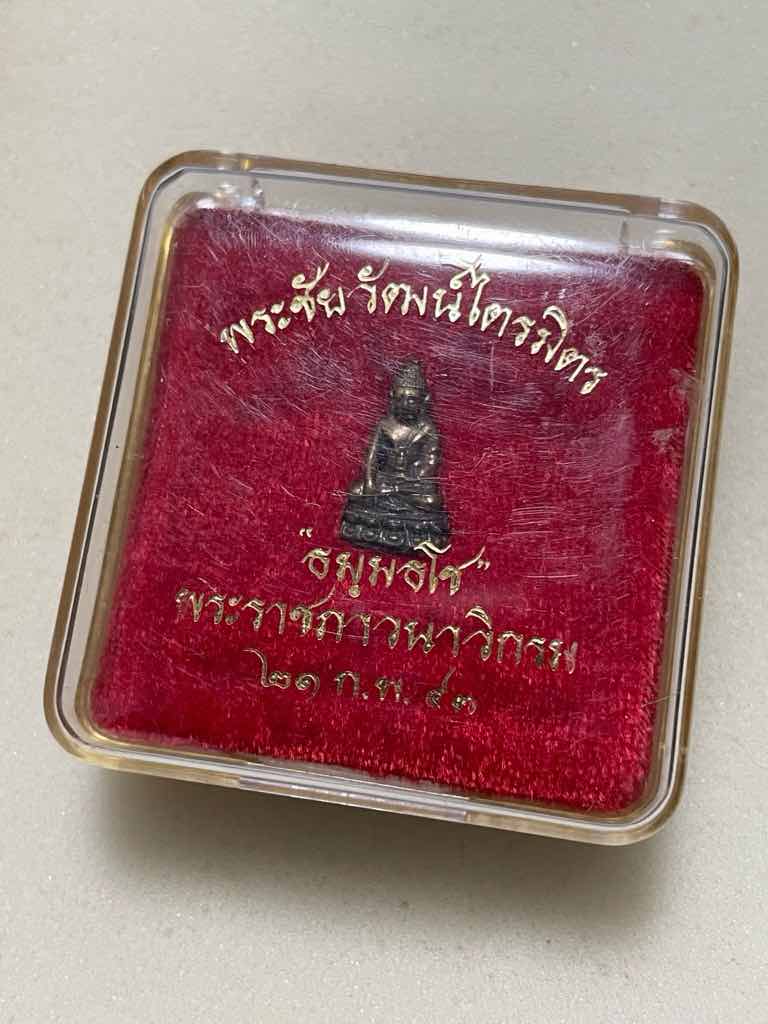 พระชัยวัฒน์ไตรมิตร
"ธมฺมธโช"
พระราชภาวนาวิกรม
๒๑ ก.พ. ๔๓